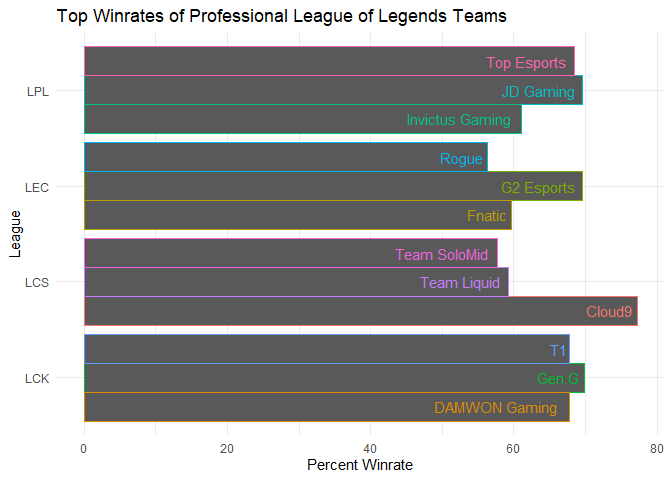 Top Winrates of Professional League of Legends Teams
League
LPL
Top Esports
JD Gaming
Invictus Gaming
LEC
Rogue
G2 Esports
Fnatic
LCS
Team SoloMid
Team Liquid
Cloud9
LCK
T1
Gen.G
DAMWON Gaming
0 20 40 60 80
Percent Winrate